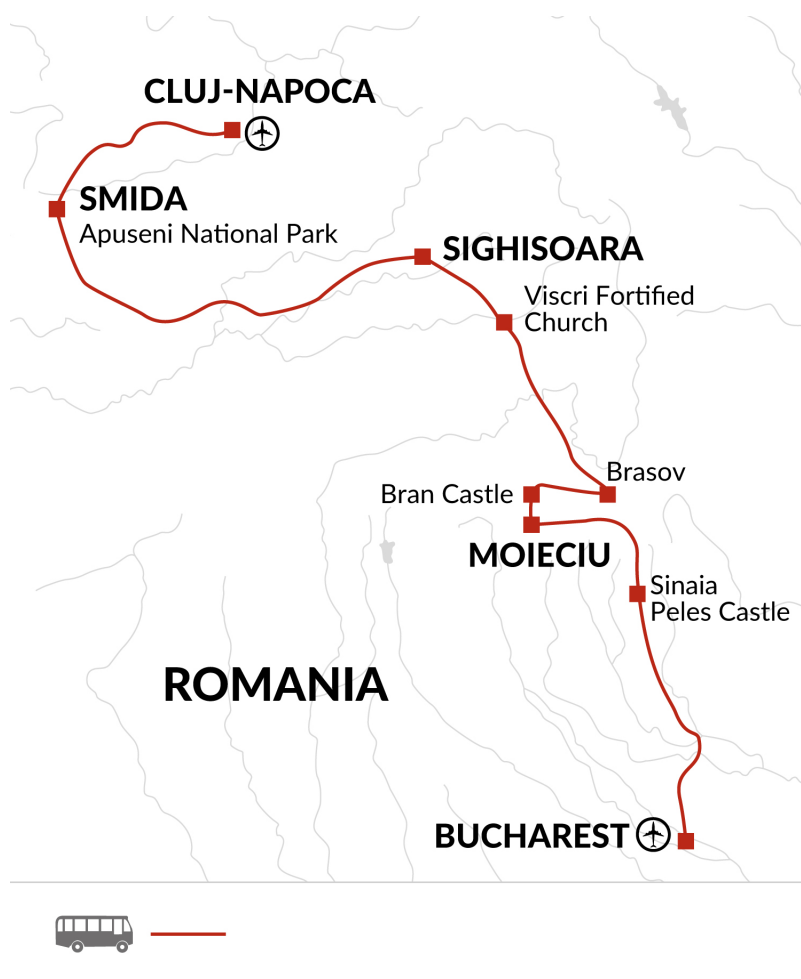 CLUJ-NAPOCA
SMIDA
Apuseni National Park
SIGHISOARA
Viscri Fortified
Church
Brasov
Bran Castle
MOIECIU
Sinaia
Peles Castle
ROMANIA
BUCHAREST